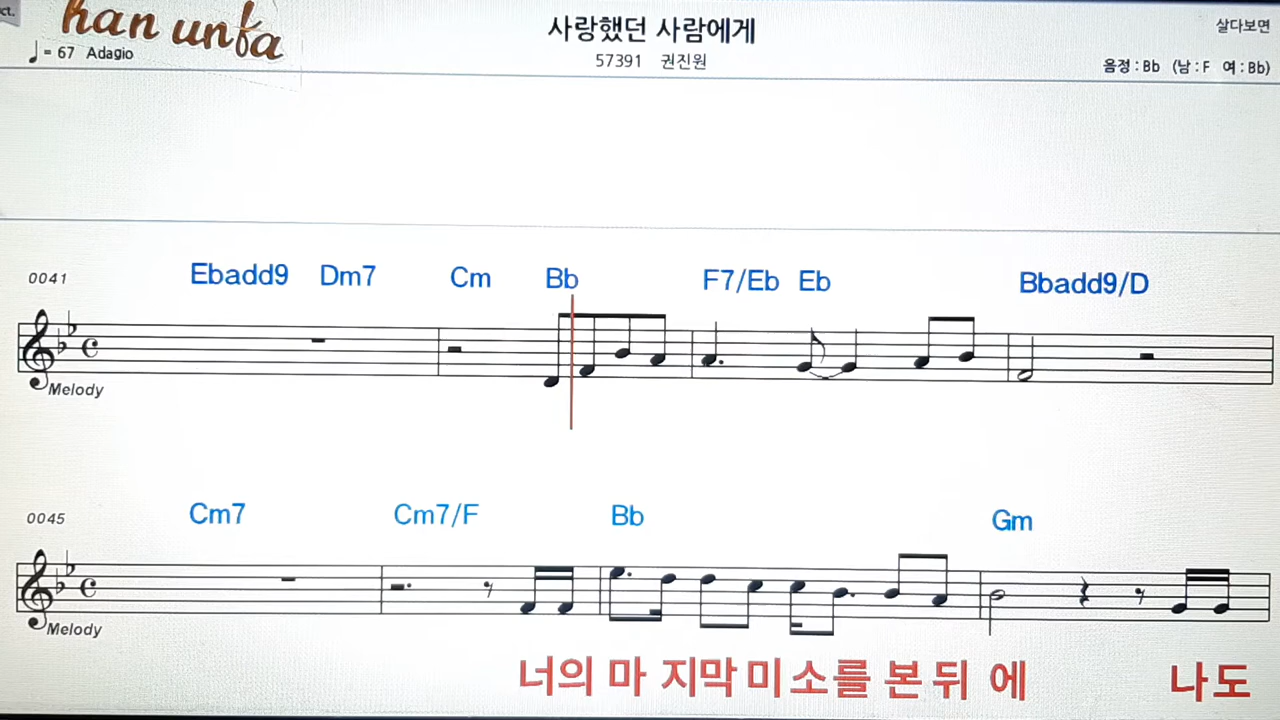 ct.
han unfa
♩= 67 Adagio
사랑했던 사람에게
57391 권진원
살다보면
음정 : Bb (남 : F 여 : Bb)
0041
Ebadd9 Dm7 Cm Bb F7/Eb Eb Bbadd9/D
Melody
0045
Cm7 Cm7/F Bb Gm
Melody
너의 마 지막 미 소를 본 뒤 에 나도